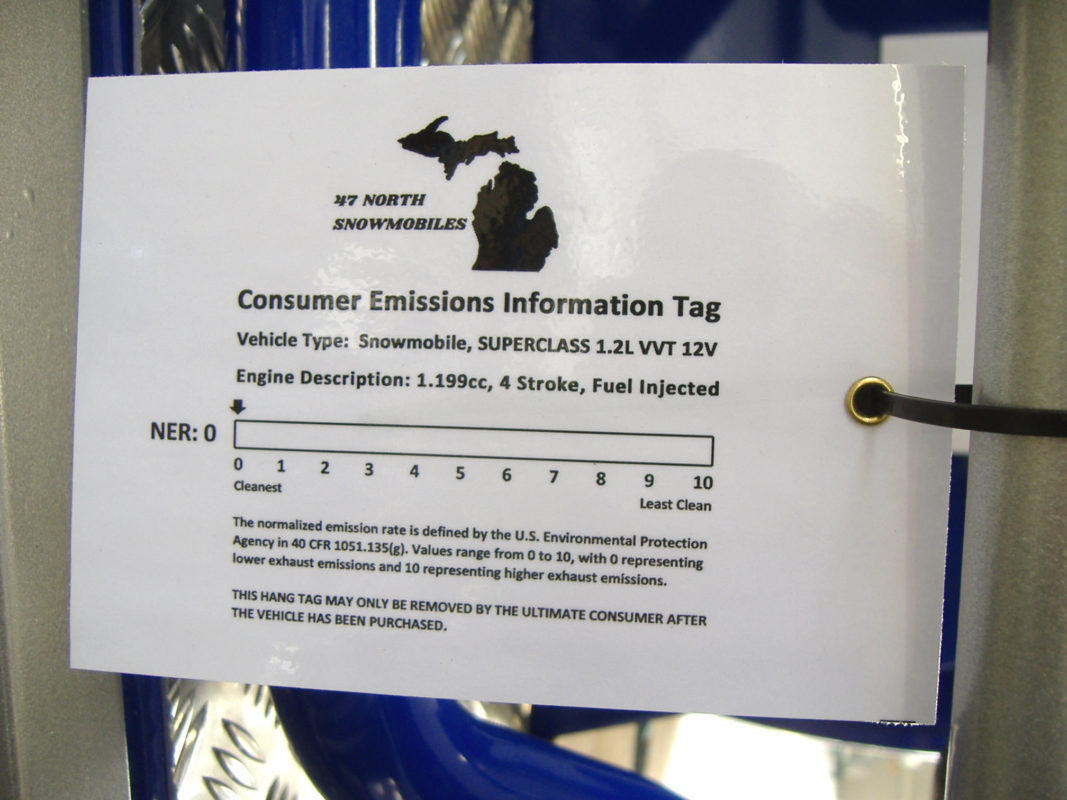 47 NORTH
SNOWMOBILES
Consumer Emissions Information Tag
Vehicle Type: Snowmobile, SUPERCLASS 1.2L VVT 12V
Engine Description: 1.199cc, 4 Stroke, Fuel Injected
NER: 0
0 1 2 3 4 5 6 7 8 9 10
Cleanest Least Clean
The normalized emission rate is defined by the U.S. Environmental Protection
Agency in 40 CFR 1051.135(g). Values range from 0 to 10, with 0 representing
lower exhaust emissions and 10 representing higher exhaust emissions.
THIS HANG TAG MAY ONLY BE REMOVED BY THE ULTIMATE CONSUMER AFTER
THE VEHICLE HAS BEEN PURCHASED.